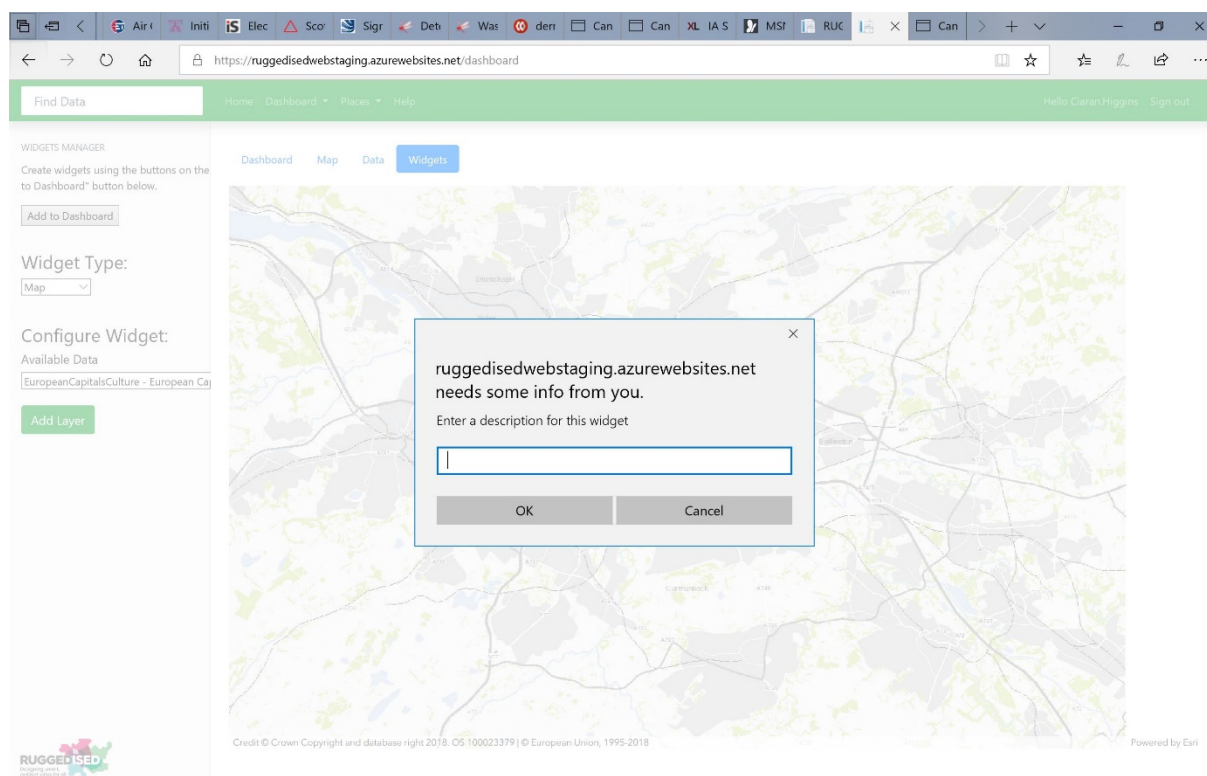 Air
Initi
Elec
Sco
Sigr
Det
Was
derr
Can
Can
XL IA S
MSI
RUC
Can
https://ruggedisedwebstaging.azurewebsites.net/dashboard
Find Data
Home Dashboard Places Help
Hello Ciaran.Higgins Sign out
WIDGETS MANAGER
Create widgets using the buttons on the
to Dashboard" button below.
Add to Dashboard
Widget Type:
Map
Configure Widget:
Available Data
EuropeanCapitalsCulture - European Cap
Add Layer
Dashboard Map Data Widgets
ruggedisedwebstaging.azurewebsites.net
needs some info from you.
Enter a description for this widget
OK Cancel
Credit © Crown Copyright and database right 2018. OS 100023379 | © European Union, 1995-2018
Powered by Esri
RUGGEDISED